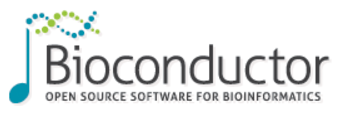 Bioconductor
OPEN SOURCE SOFTWARE FOR BIOINFORMATICS